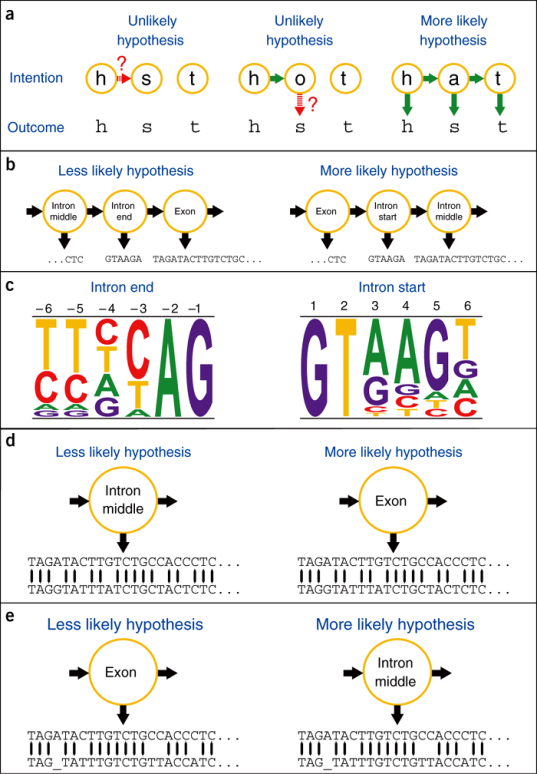 a
Unlikely hypothesis
Unlikely hypothesis
More likely hypothesis
Intention
h ? s t
h o t
h a t
?
Outcome
h s t
h s t
h s t
b
Less likely hypothesis
More likely hypothesis
Intron middle
Intron end
Exon
Exon
Intron start
Intron middle
...CTC GTAAGA TAGATACTTGTCTGC...
...CTC GTAAGA TAGATACTTGTCTGC...
c
Intron end
Intron start
–6 –5 –4 –3 –2 –1
1 2 3 4 5 6
T T C C A G
C C T T
A A A A
G G G
G T A A G T
G G A G
C C T A
T T C C
d
Less likely hypothesis
More likely hypothesis
Intron middle
Exon
TAGATACTTGTCTGCCACCCTC...
TAGGTATTTATCTGCTACTCTC...
TAGATACTTGTCTGCCACCCTC...
TAGGTATTTATCTGCTACTCTC...
e
Less likely hypothesis
More likely hypothesis
Exon
Intron middle
TAGATACTTGTCTGCCACCCTC...
TAG_TATTTGTCTGTTACCATC...
TAGATACTTGTCTGCCACCCTC...
TAG_TATTTGTCTGTTACCATC...